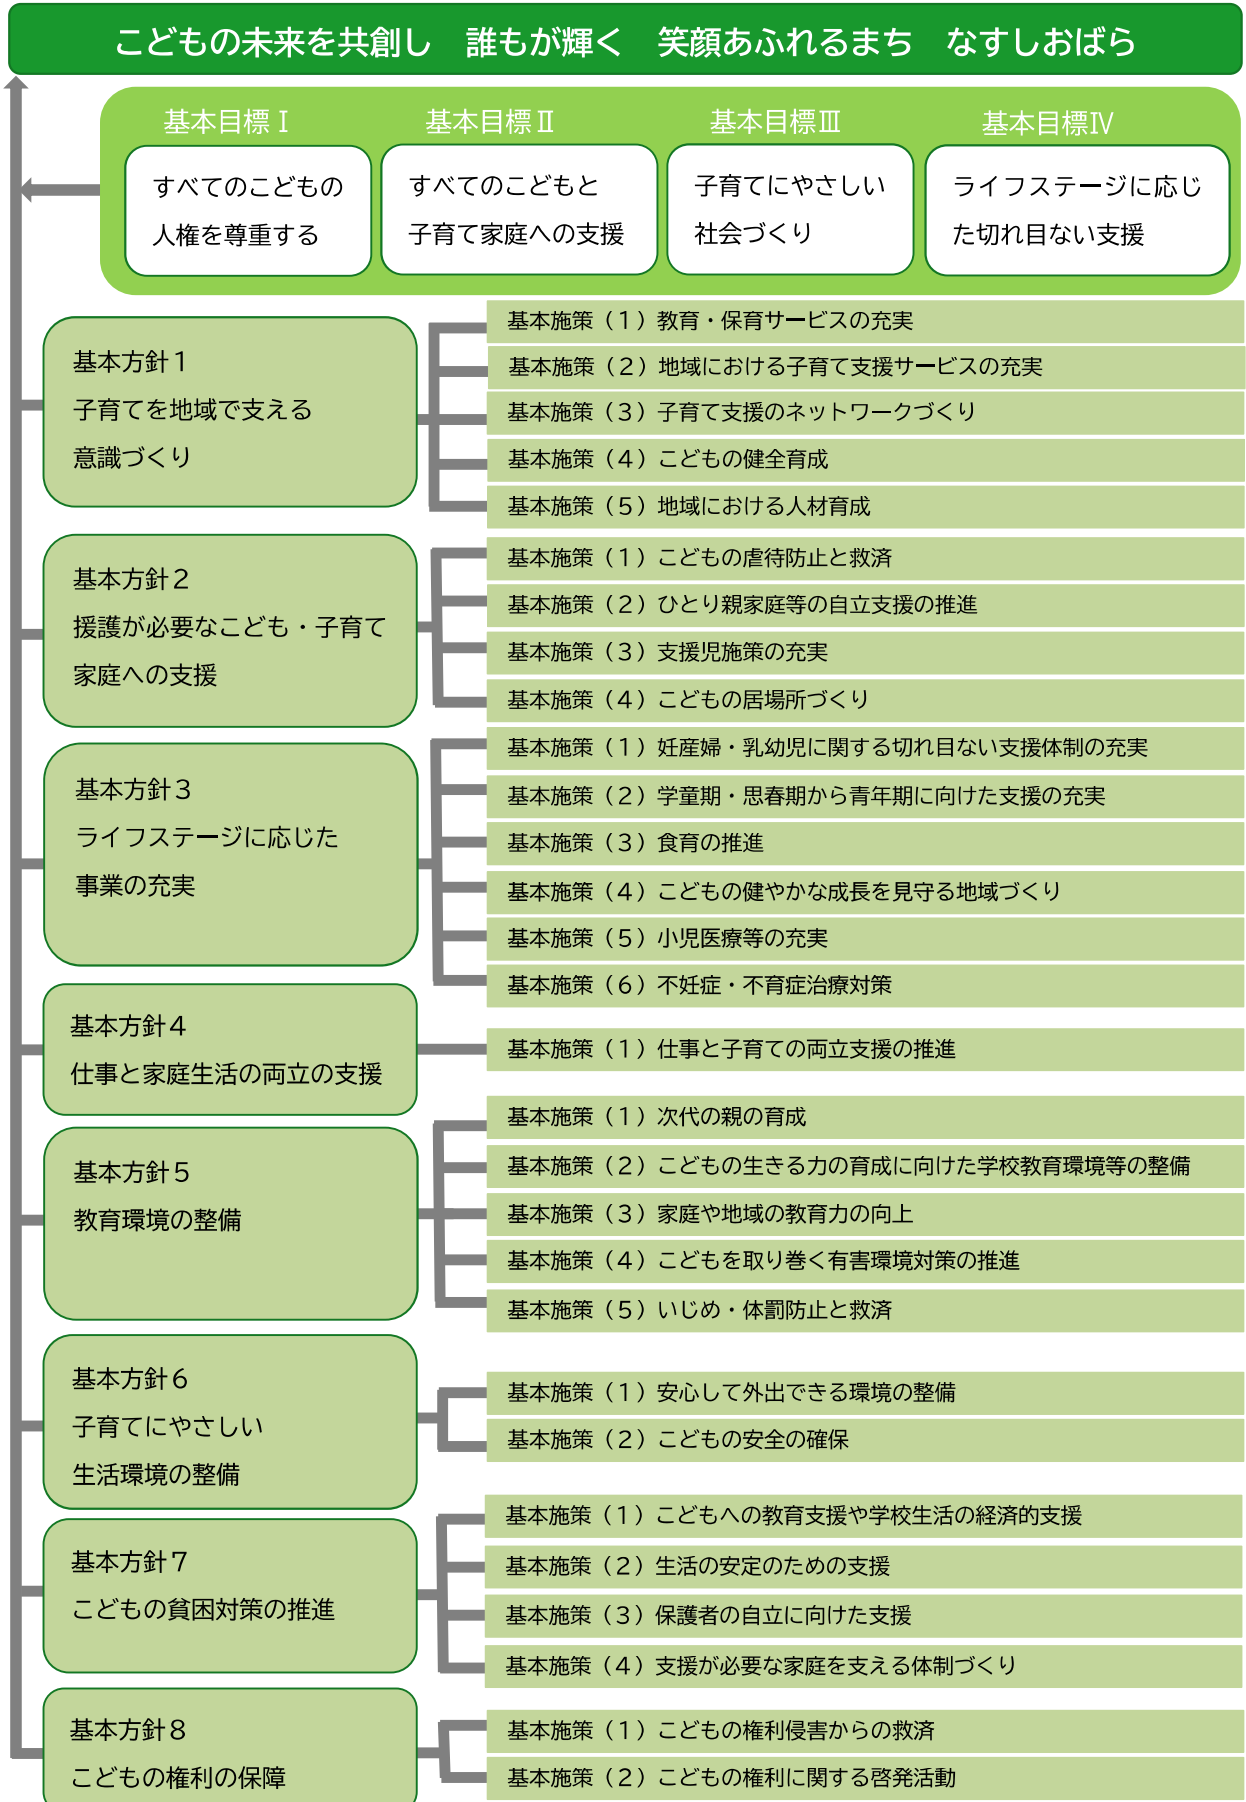 こどもの未来を共創し　誰もが輝く　笑顔あふれるまち　なすしおばら
基本目標Ⅰ
すべてのこどもの
人権を尊重する
基本目標Ⅱ
すべてのこどもと
子育て家庭への支援
基本目標Ⅲ
子育てにやさしい
社会づくり
基本目標Ⅳ
ライフステージに応じ
た切れ目ない支援
基本方針１
子育てを地域で支える
意識づくり
基本施策（１）教育・保育サービスの充実
基本施策（２）地域における子育て支援サービスの充実
基本施策（３）子育て支援のネットワークづくり
基本施策（４）こどもの健全育成
基本施策（５）地域における人材育成
基本方針２
援護が必要なこども・子育て
家庭への支援
基本施策（１）こどもの虐待防止と救済
基本施策（２）ひとり親家庭等の自立支援の推進
基本施策（３）支援児施策の充実
基本施策（４）こどもの居場所づくり
基本方針３
ライフステージに応じた
事業の充実
基本施策（１）妊産婦・乳幼児に関する切れ目ない支援体制の充実
基本施策（２）学童期・思春期から青年期に向けた支援の充実
基本施策（３）食育の推進
基本施策（４）こどもの健やかな成長を見守る地域づくり
基本施策（５）小児医療等の充実
基本施策（６）不妊症・不育症治療対策
基本方針４
仕事と家庭生活の両立の支援
基本施策（１）仕事と子育ての両立支援の推進
基本方針５
教育環境の整備
基本施策（１）次代の親の育成
基本施策（２）こどもの生きる力の育成に向けた学校教育環境等の整備
基本施策（３）家庭や地域の教育力の向上
基本施策（４）こどもを取り巻く有害環境対策の推進
基本施策（５）いじめ・体罰防止と救済
基本方針６
子育てにやさしい
生活環境の整備
基本施策（１）安心して外出できる環境の整備
基本施策（２）こどもの安全の確保
基本方針７
こどもの貧困対策の推進
基本施策（１）こどもへの教育支援や学校生活の経済的支援
基本施策（２）生活の安定のための支援
基本施策（３）保護者の自立に向けた支援
基本施策（４）支援が必要な家庭を支える体制づくり
基本方針８
こどもの権利の保障
基本施策（１）こどもの権利侵害からの救済
基本施策（２）こどもの権利に関する啓発活動